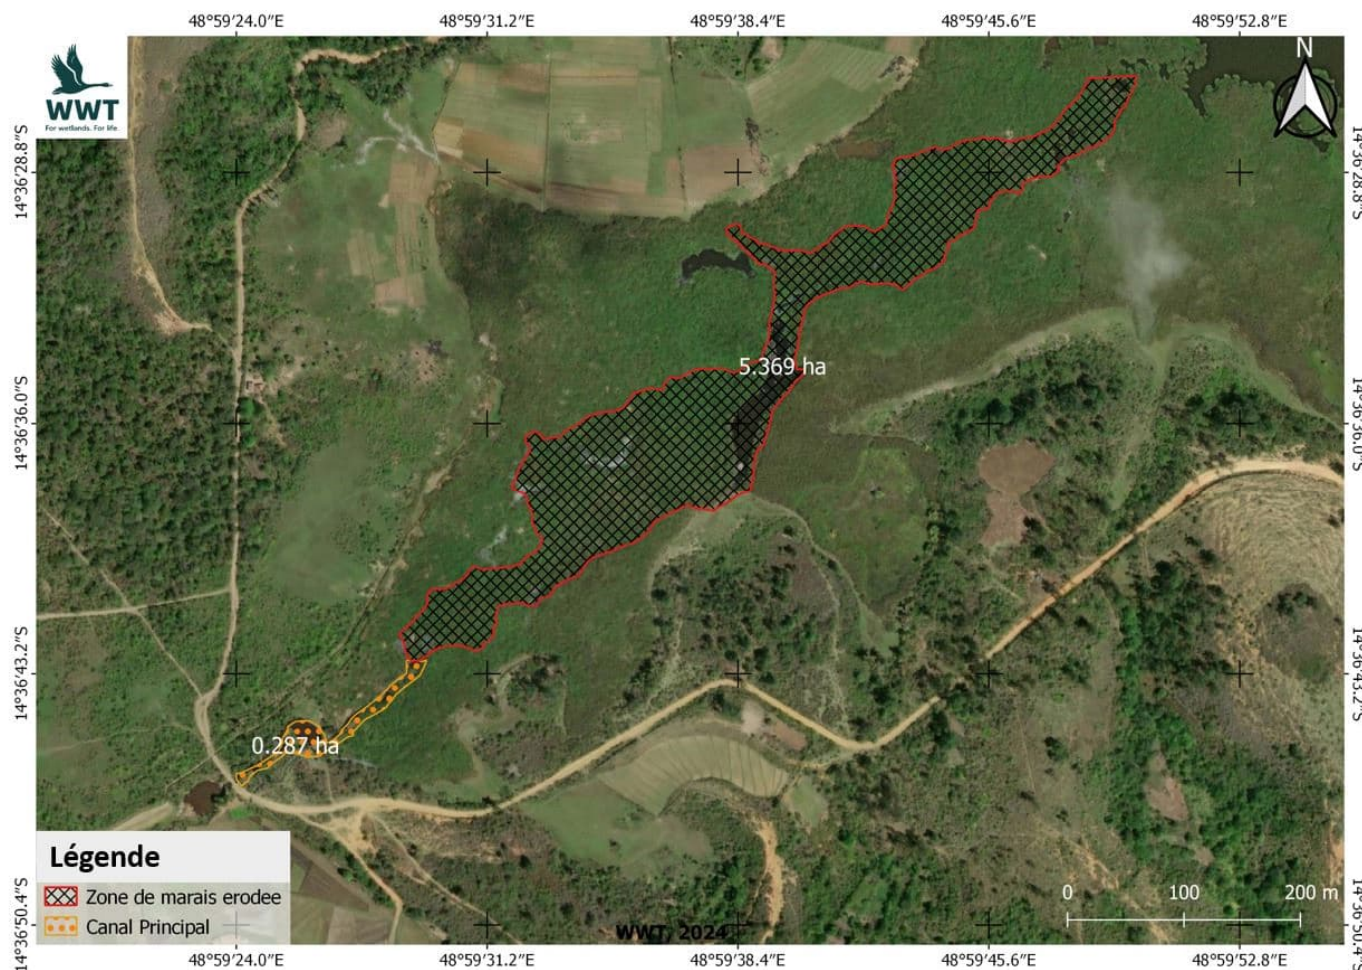 48°59′24.0″E 48°59′31.2″E 48°59′38.4″E 48°59′45.6″E 48°59′52.8″E
WWT
For wetlands. For life.
N
14°36′28.8″S 14°36′28.8″S
5.369 ha
14°36′36.0″S 14°36′36.0″S
14°36′43.2″S 14°36′43.2″S
0.287 ha
Légende
Zone de marais erodee
Canal Principal
0 100 200 m
14°36′50.4″S 14°36′50.4″S
WWT, 2024
48°59′24.0″E 48°59′31.2″E 48°59′38.4″E 48°59′45.6″E 48°59′52.8″E